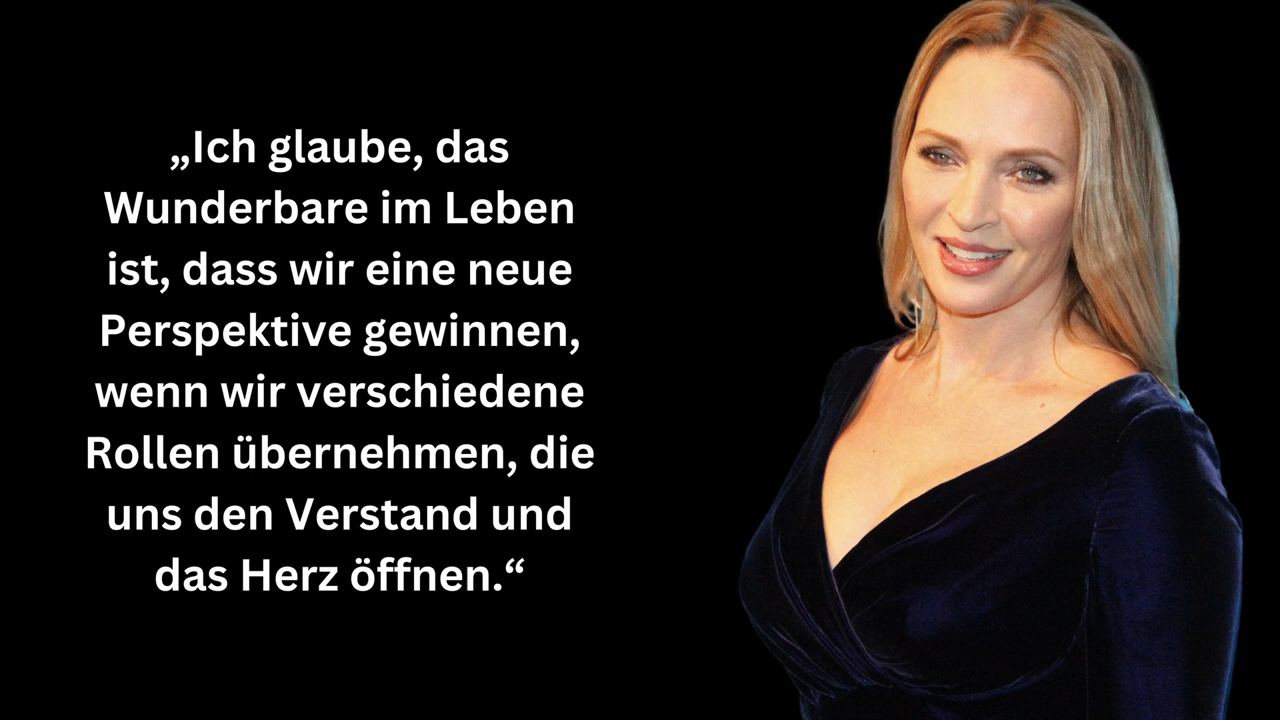 „Ich glaube, das
Wunderbare im Leben
ist, dass wir eine neue
Perspektive gewinnen,
wenn wir verschiedene
Rollen übernehmen, die
uns den Verstand und
das Herz öffnen.“